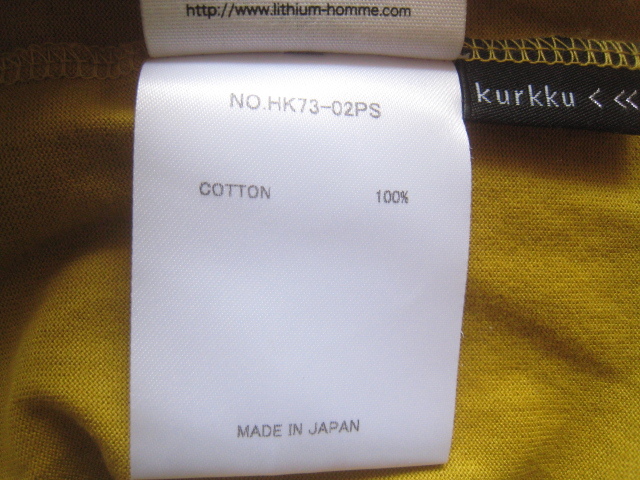 http://www.lithium-homme.com
kurkku < <<
NO.HK73-02PS
COTTON 100%
MADE IN JAPAN